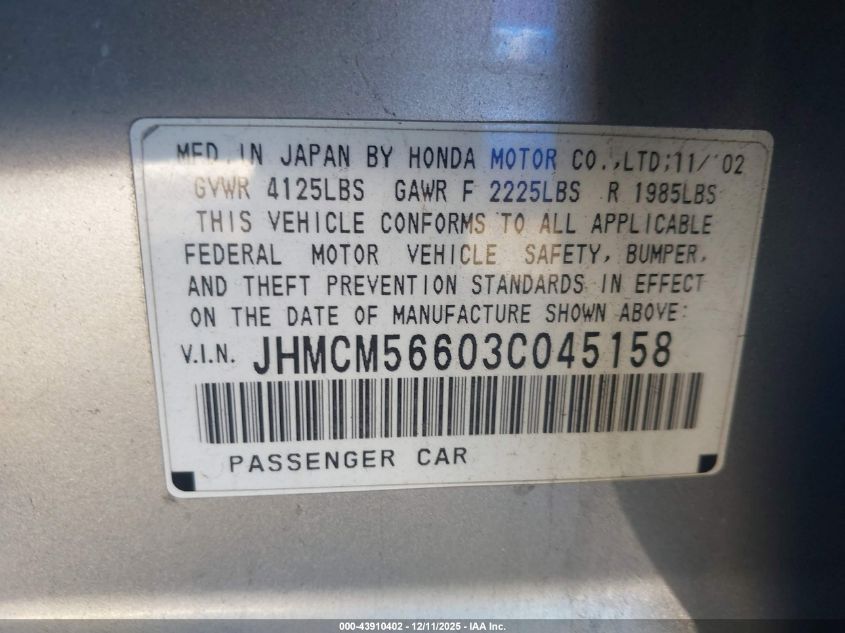 MFD. IN JAPAN BY HONDA MOTOR CO.,LTD;11/'02
GVWR 4125LBS GAWR F 2225LBS R 1985LBS
THIS VEHICLE CONFORMS TO ALL APPLICABLE
FEDERAL MOTOR VEHICLE SAFETY, BUMPER,
AND THEFT PREVENTION STANDARDS IN EFFECT
ON THE DATE OF MANUFACTURE SHOWN ABOVE:
V.I.N. JHMCM56603C045158
PASSENGER CAR
000-43910402 - 12/11/2025 - IAA Inc.